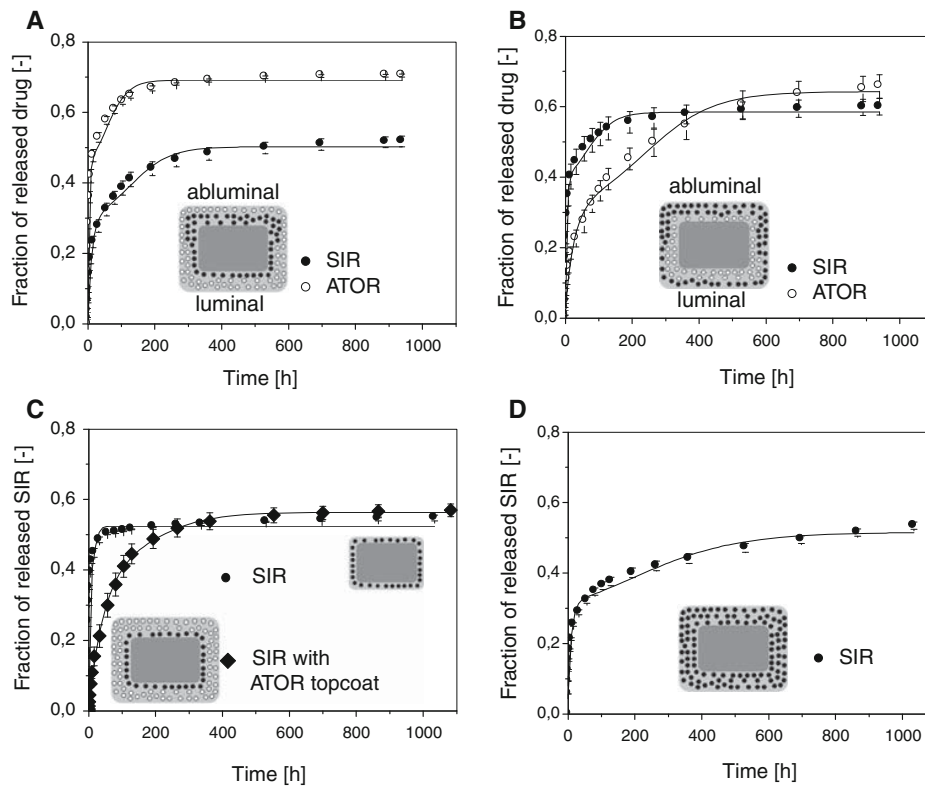 A
Fraction of released drug [-]
0,8
0,6
0,4
0,2
0,0
abluminal
luminal
SIR
ATOR
0 200 400 600 800 1000
Time [h]
B
Fraction of released drug [-]
0,8
0,6
0,4
0,2
0,0
abluminal
luminal
SIR
ATOR
0 200 400 600 800 1000
Time [h]
C
Fraction of released SIR [-]
0,8
0,6
0,4
0,2
0,0
SIR
SIR with
ATOR topcoat
0 200 400 600 800 1000
Time [h]
D
Fraction of released SIR [-]
0,8
0,6
0,4
0,2
0,0
SIR
0 200 400 600 800 1000
Time [h]